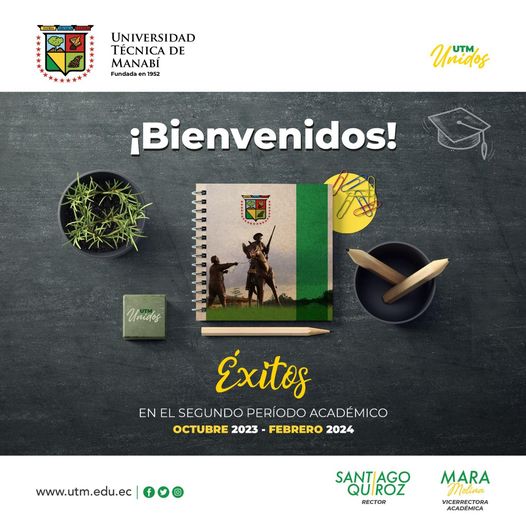 UNIVERSIDAD
TÉCNICA DE
MANABÍ
Fundada en 1952
UTM
Unidos
¡Bienvenidos!
UTM
Unidos
Éxitos
EN EL SEGUNDO PERÍODO ACADÉMICO
OCTUBRE 2023 - FEBRERO 2024
www.utm.edu.ec
SANTIAGO
QUIROZ
RECTOR
MARA
Molina
VICERRECTORA
ACADÉMICA